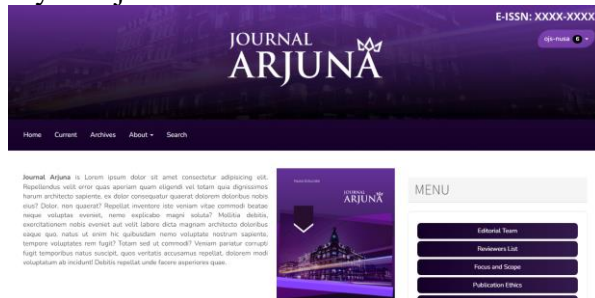 E-ISSN: XXXX-XXXX
ojs-nusa 6
JOURNAL
ARJUNA
Home Current Archives About Search
Journal Arjuna is Lorem ipsum dolor sit amet consectetur adipisicing elit.
Repellendus velit error quas aperiam quam eligendi vel totam quia dignissimos
harum architecto sapiente, ex dolor consequatur quaerat dolorem doloribus nobis
eius? Dolor, non quaerat? Repellat inventore iste veniam vitae commodi beatae
neque voluptas eveniet, nemo explicabo magni soluta? Mollitia debitis,
exercitationem nobis eveniet aut velit labore dicta magnam architecto doloribus
eaque quo, natus ut enim hic quibusdam nemo voluptate nostrum sapiente,
tempore voluptates rem fugit? Totam sed ut commodi? Veniam pariatur corrupti
fugit temporibus natus suscipit, quos veritatis accusamus repellat, dolorem modi
voluptatum ab incidunt! Debitis repellat unde facere asperiores quae.
JOURNAL
ARJUNA
MENU
Editorial Team
Reviewers List
Focus and Scope
Publication Ethics